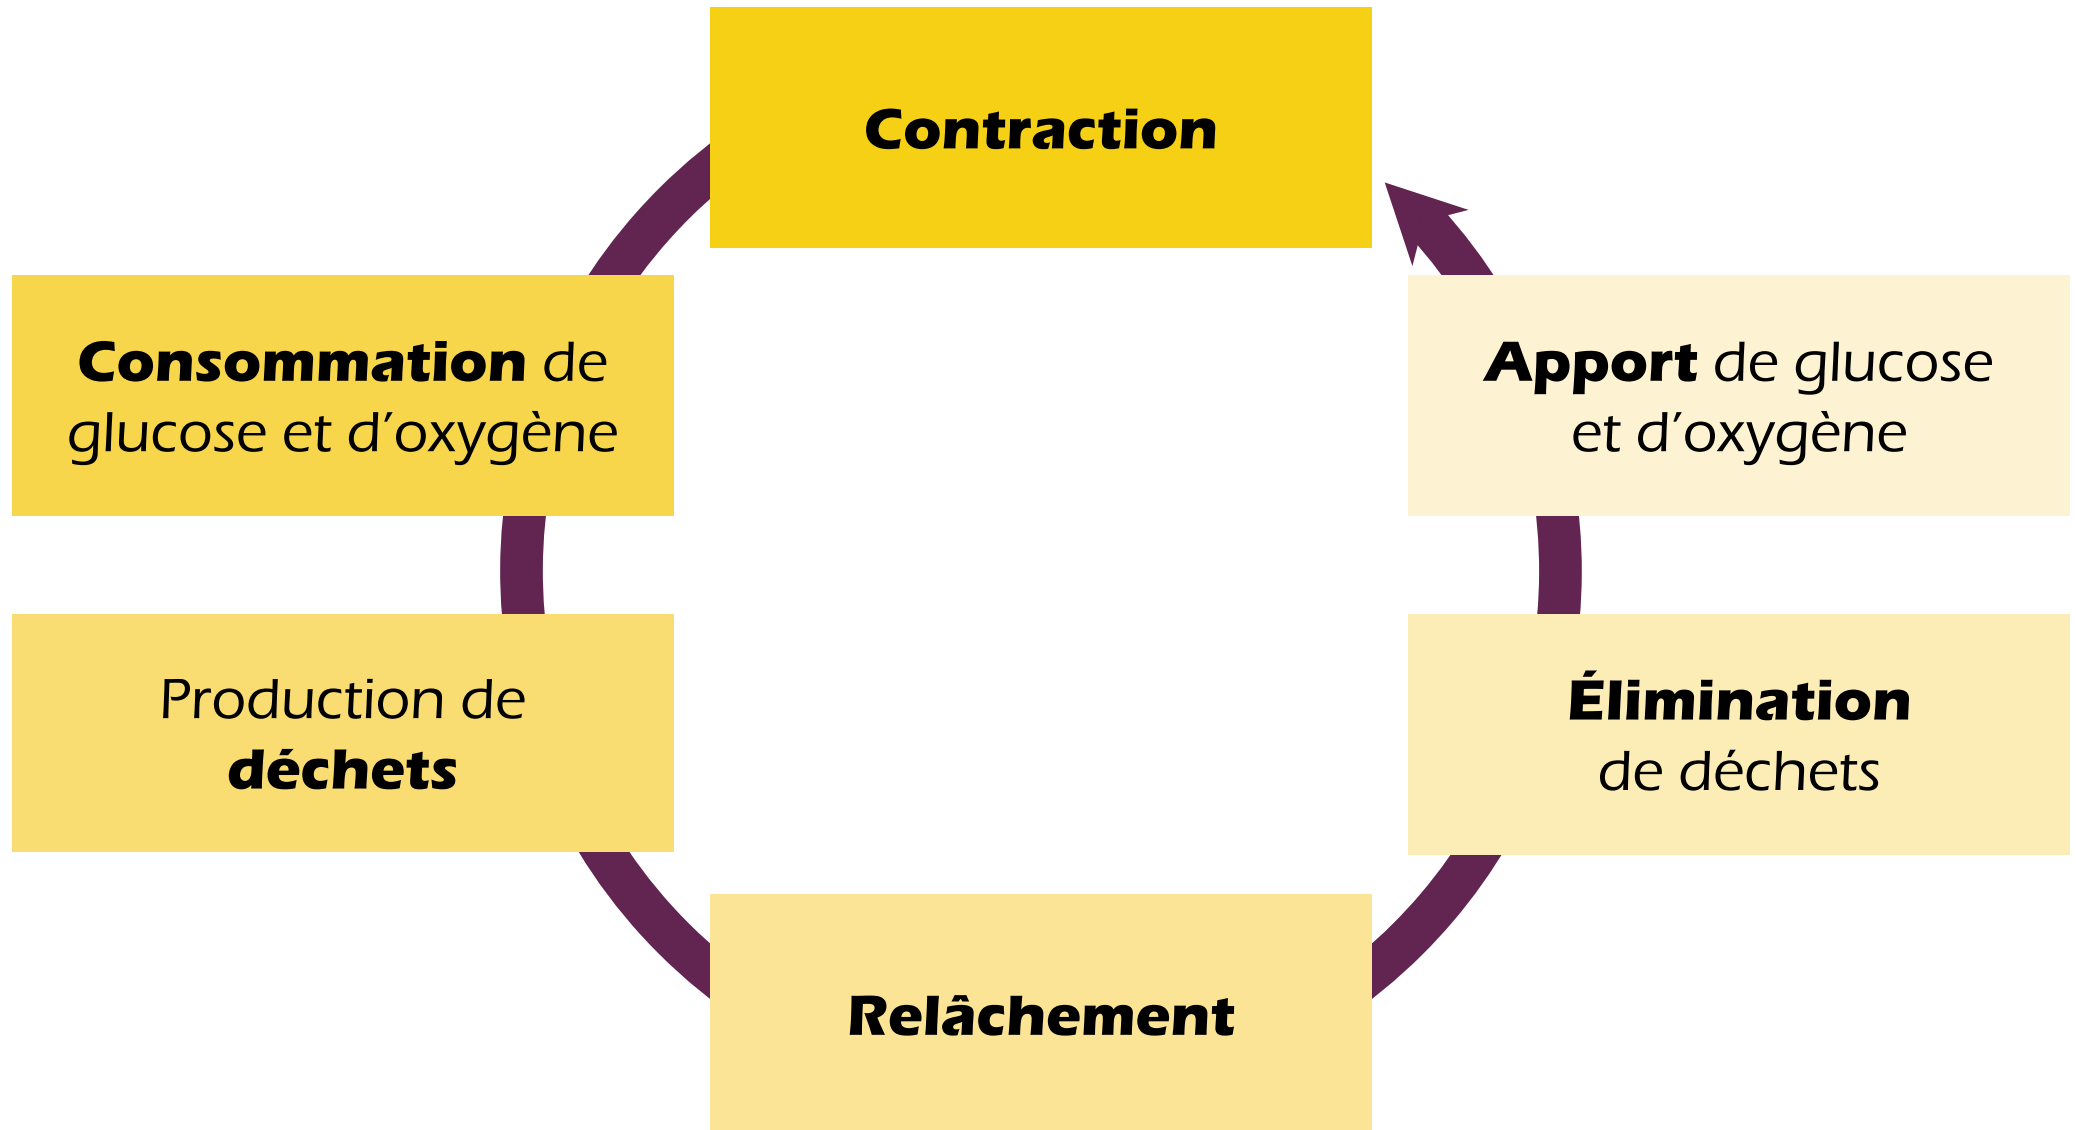 Contraction
Consommation de
glucose et d’oxygène
Production de
déchets
Relâchement
Élimination
de déchets
Apport de glucose
et d’oxygène